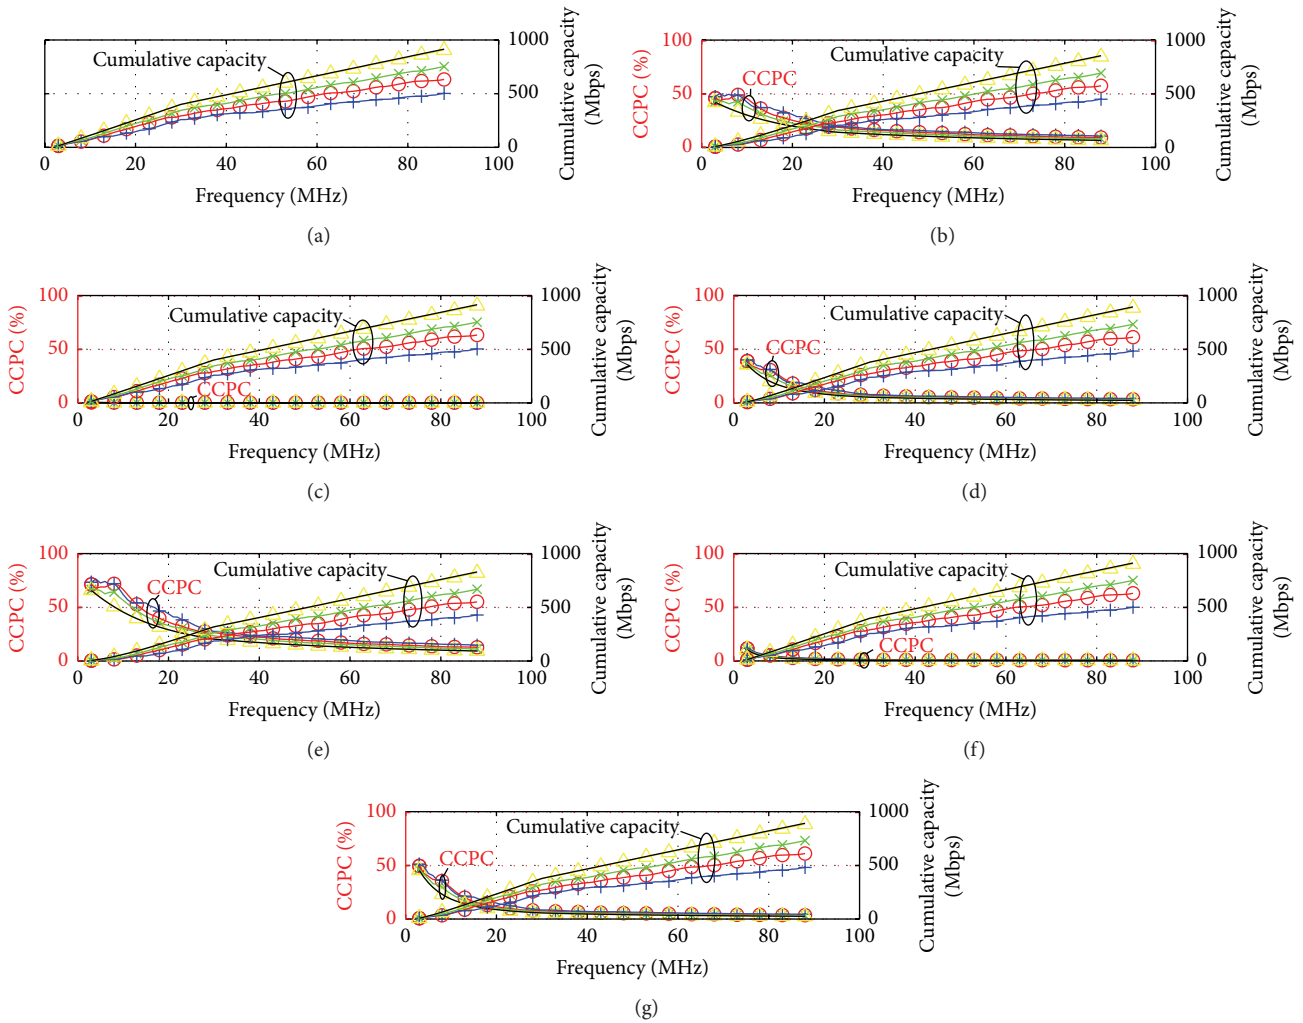 1000
500
0
Cumulative capacity
(Mbps)
Cumulative capacity
0 20 40 60 80 100
Frequency (MHz)
(a)
100
50
0
CCPC (%)
CCPC
Cumulative capacity
1000
500
0
Cumulative capacity
(Mbps)
0 20 40 60 80 100
Frequency (MHz)
(b)
100
50
0
CCPC (%)
Cumulative capacity
CCPC
1000
500
0
Cumulative capacity
(Mbps)
0 20 40 60 80 100
Frequency (MHz)
(c)
100
50
0
CCPC (%)
CCPC
Cumulative capacity
1000
500
0
Cumulative capacity
(Mbps)
0 20 40 60 80 100
Frequency (MHz)
(d)
100
50
0
CCPC (%)
CCPC
Cumulative capacity
1000
500
0
Cumulative capacity
(Mbps)
0 20 40 60 80 100
Frequency (MHz)
(e)
100
50
0
CCPC (%)
Cumulative capacity
CCPC
1000
500
0
Cumulative capacity
(Mbps)
0 20 40 60 80 100
Frequency (MHz)
(f)
100
50
0
CCPC (%)
CCPC
Cumulative capacity
1000
500
0
Cumulative capacity
(Mbps)
0 20 40 60 80 100
Frequency (MHz)
(g)